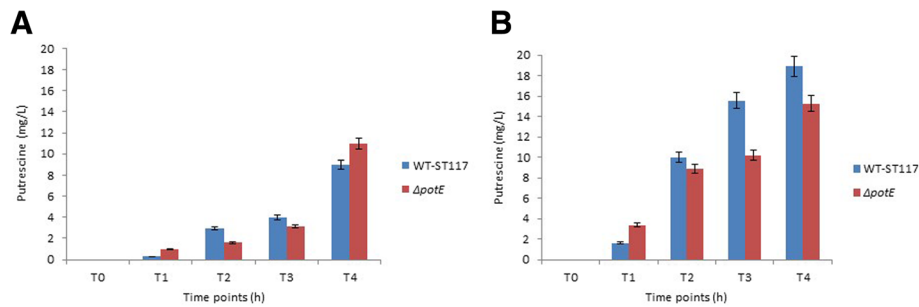 A
20
18
16
14
12
10
8
6
4
2
0
Putrescine (mg/L)
T0 T1 T2 T3 T4
Time points (h)
WT-ST117
ΔpotE
B
20
18
16
14
12
10
8
6
4
2
0
Putrescine (mg/L)
T0 T1 T2 T3 T4
Time points (h)
WT-ST117
ΔpotE